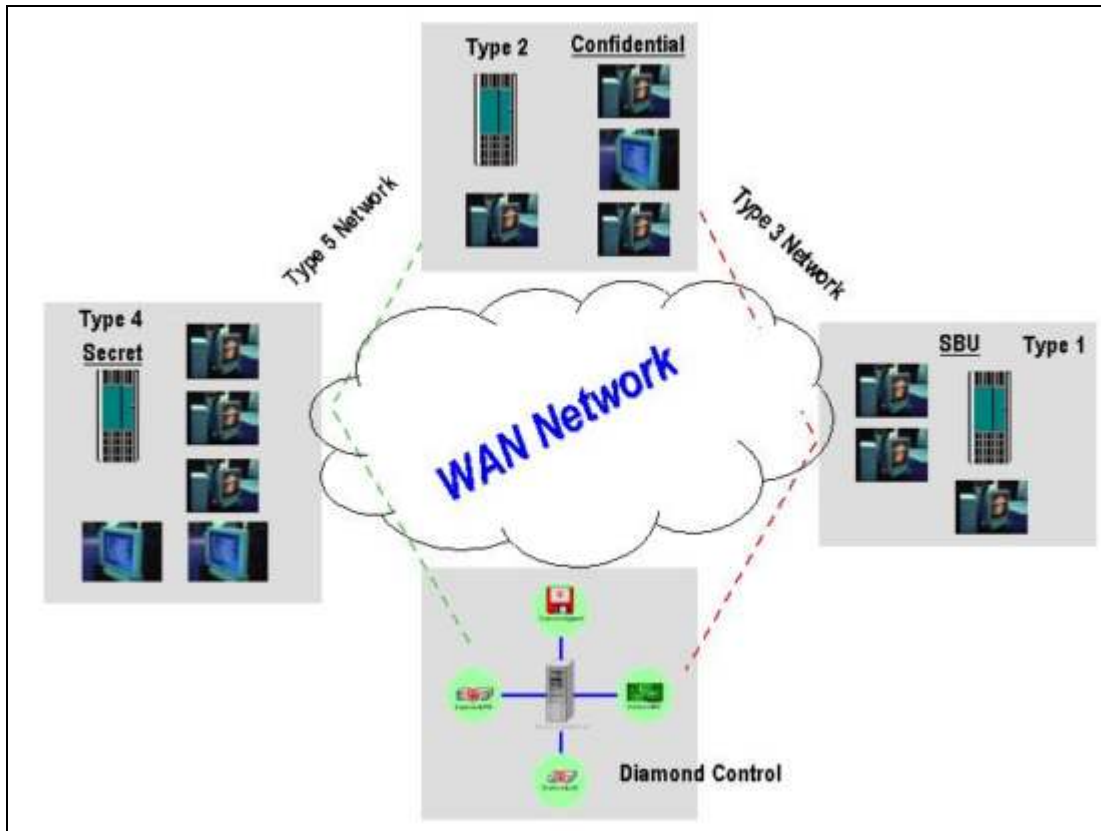 Type 2
Confidential
Type 5 Network
Type 3 Network
Type 4
Secret
SBU
Type 1
WAN Network
Diamond Control